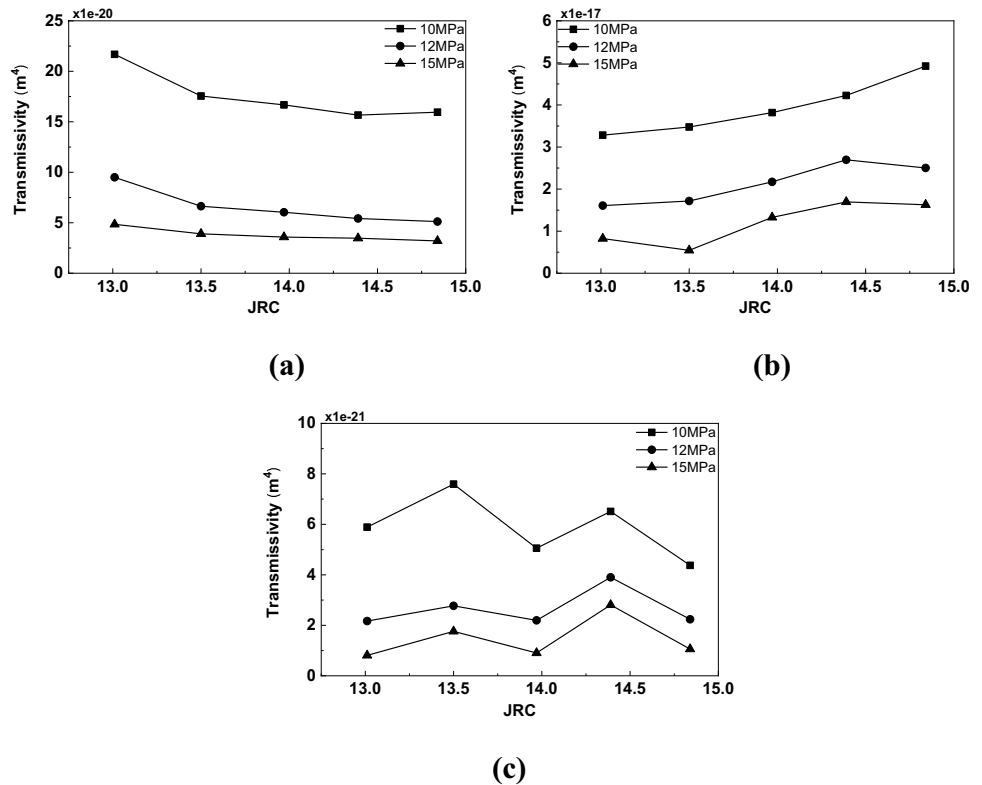 x1e-20
25
20
15
10
5
0
Transmissivity (m⁴)
10MPa
12MPa
15MPa
13.0 13.5 14.0 14.5 15.0
JRC
(a)
x1e-17
6
5
4
3
2
1
0
Transmissivity (m⁴)
10MPa
12MPa
15MPa
13.0 13.5 14.0 14.5 15.0
JRC
(b)
x1e-21
10
8
6
4
2
0
Transmissivity (m⁴)
10MPa
12MPa
15MPa
13.0 13.5 14.0 14.5 15.0
JRC
(c)